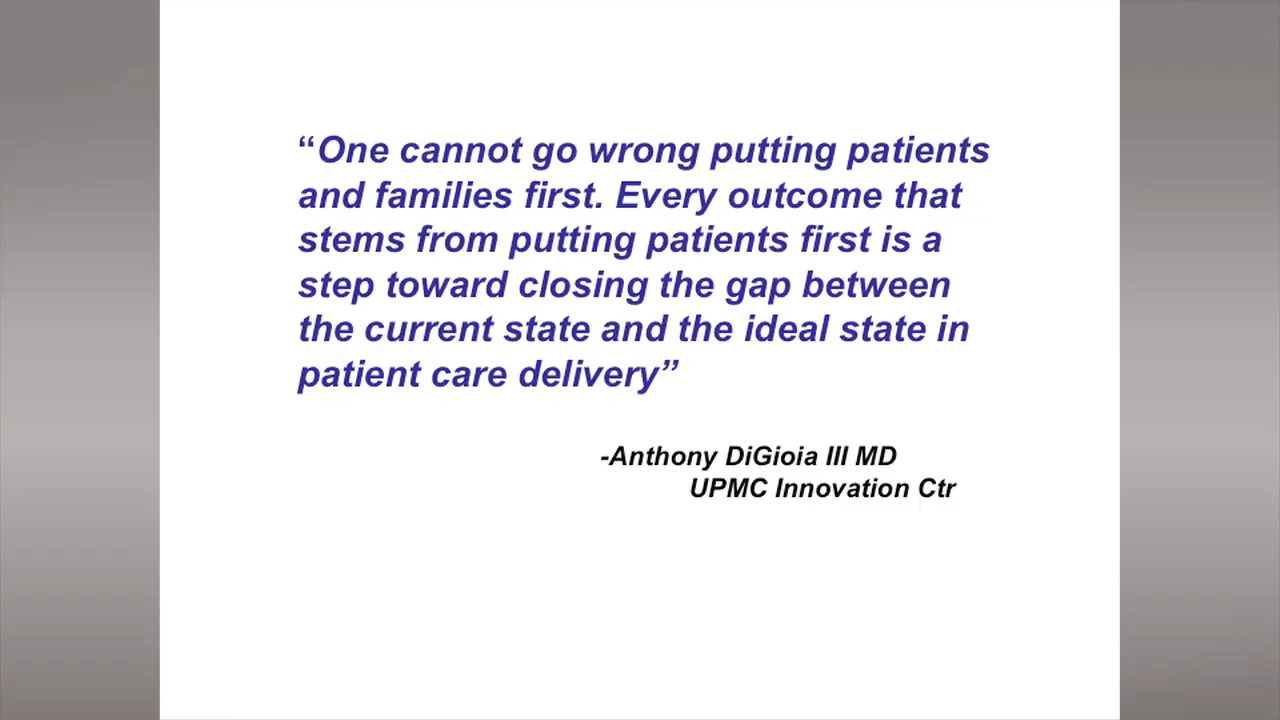 “One cannot go wrong putting patients
and families first. Every outcome that
stems from putting patients first is a
step toward closing the gap between
the current state and the ideal state in
patient care delivery”
-Anthony DiGioia III MD
UPMC Innovation Ctr